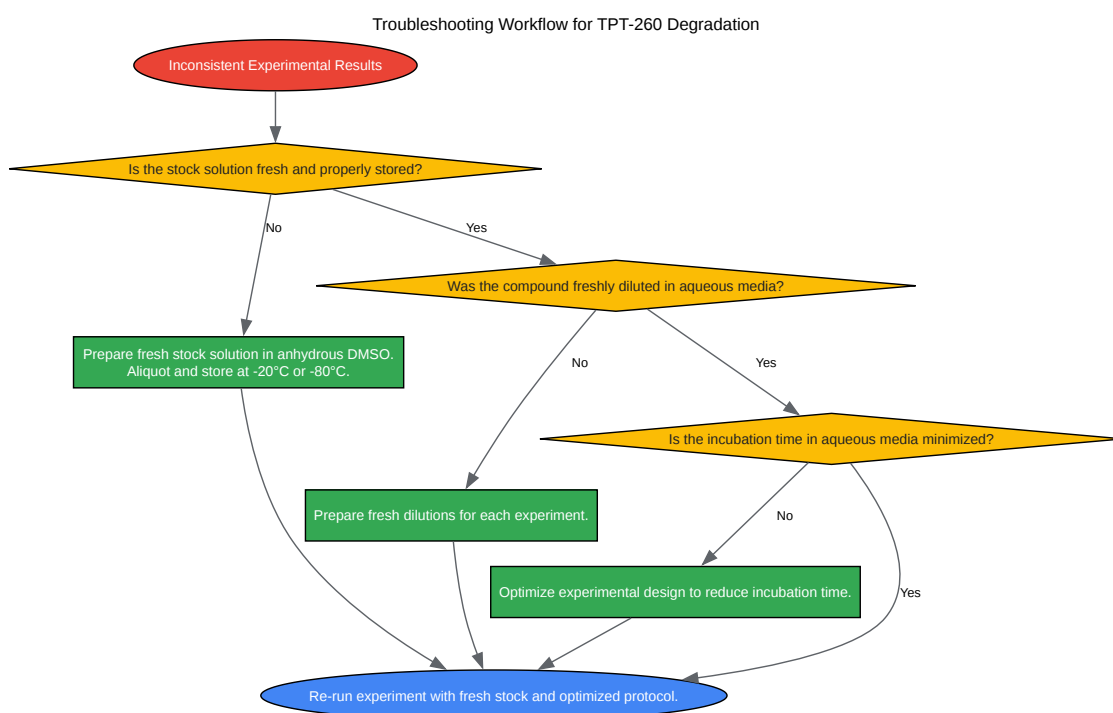 Troubleshooting Workflow for TPT-260 Degradation
Inconsistent Experimental Results
Is the stock solution fresh and properly stored?
No
Yes
Was the compound freshly diluted in aqueous media?
Prepare fresh stock solution in anhydrous DMSO.
Aliquot and store at -20°C or -80°C.
No
Yes
Is the incubation time in aqueous media minimized?
Prepare fresh dilutions for each experiment.
No
Optimize experimental design to reduce incubation time.
Yes
Re-run experiment with fresh stock and optimized protocol.